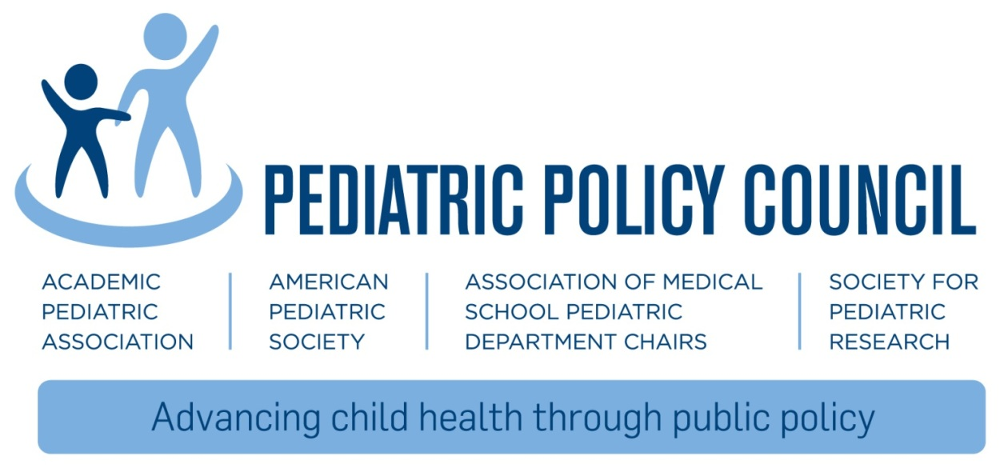 PEDIATRIC POLICY COUNCIL
ACADEMIC
PEDIATRIC
ASSOCIATION
AMERICAN
PEDIATRIC
SOCIETY
ASSOCIATION OF MEDICAL
SCHOOL PEDIATRIC
DEPARTMENT CHAIRS
SOCIETY FOR
PEDIATRIC
RESEARCH
Advancing child health through public policy